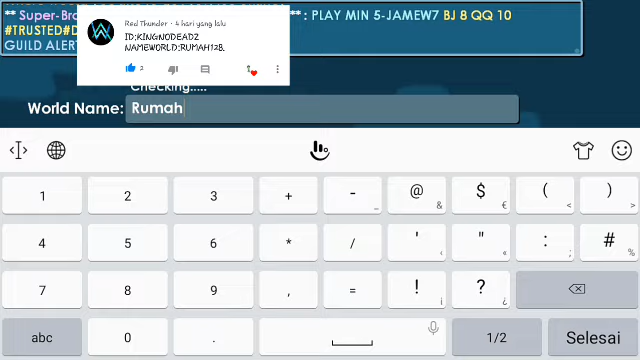 ** Super-Bro
** : PLAY MIN 5-JAMEW7 BJ 8 QQ 10
#TRUSTED#D
GUILD ALERT
Red Thunder · 4 hari yang lalu
ID:KINGNODEADZ
NAMEWORLD:RUMAH12B.
2
Checking.....
World Name: Rumah
1 2 3 + - _ @ & $ € ( < ) >
4 5 6 * / ' ‹ " « : ; # %
7 8 9 , = ! ¡ ? ¿
abc 0 . 1/2 Selesai